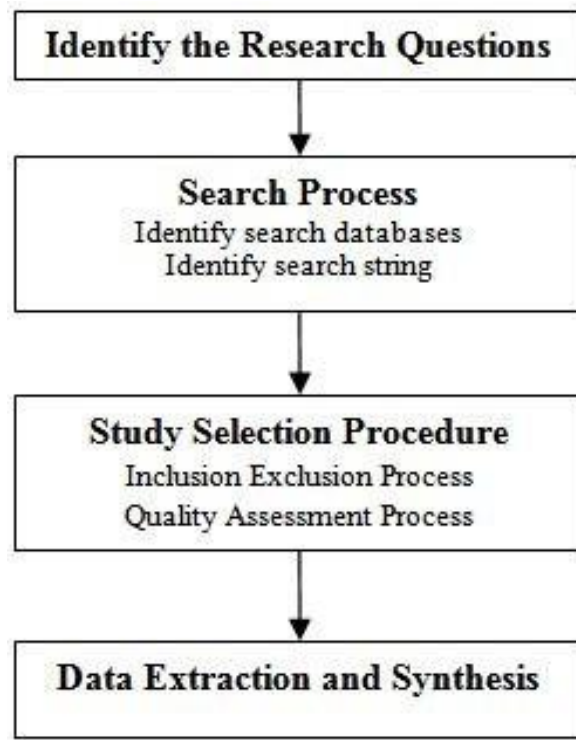 Identify the Research Questions
Search Process
Identify search databases
Identify search string
Study Selection Procedure
Inclusion Exclusion Process
Quality Assessment Process
Data Extraction and Synthesis